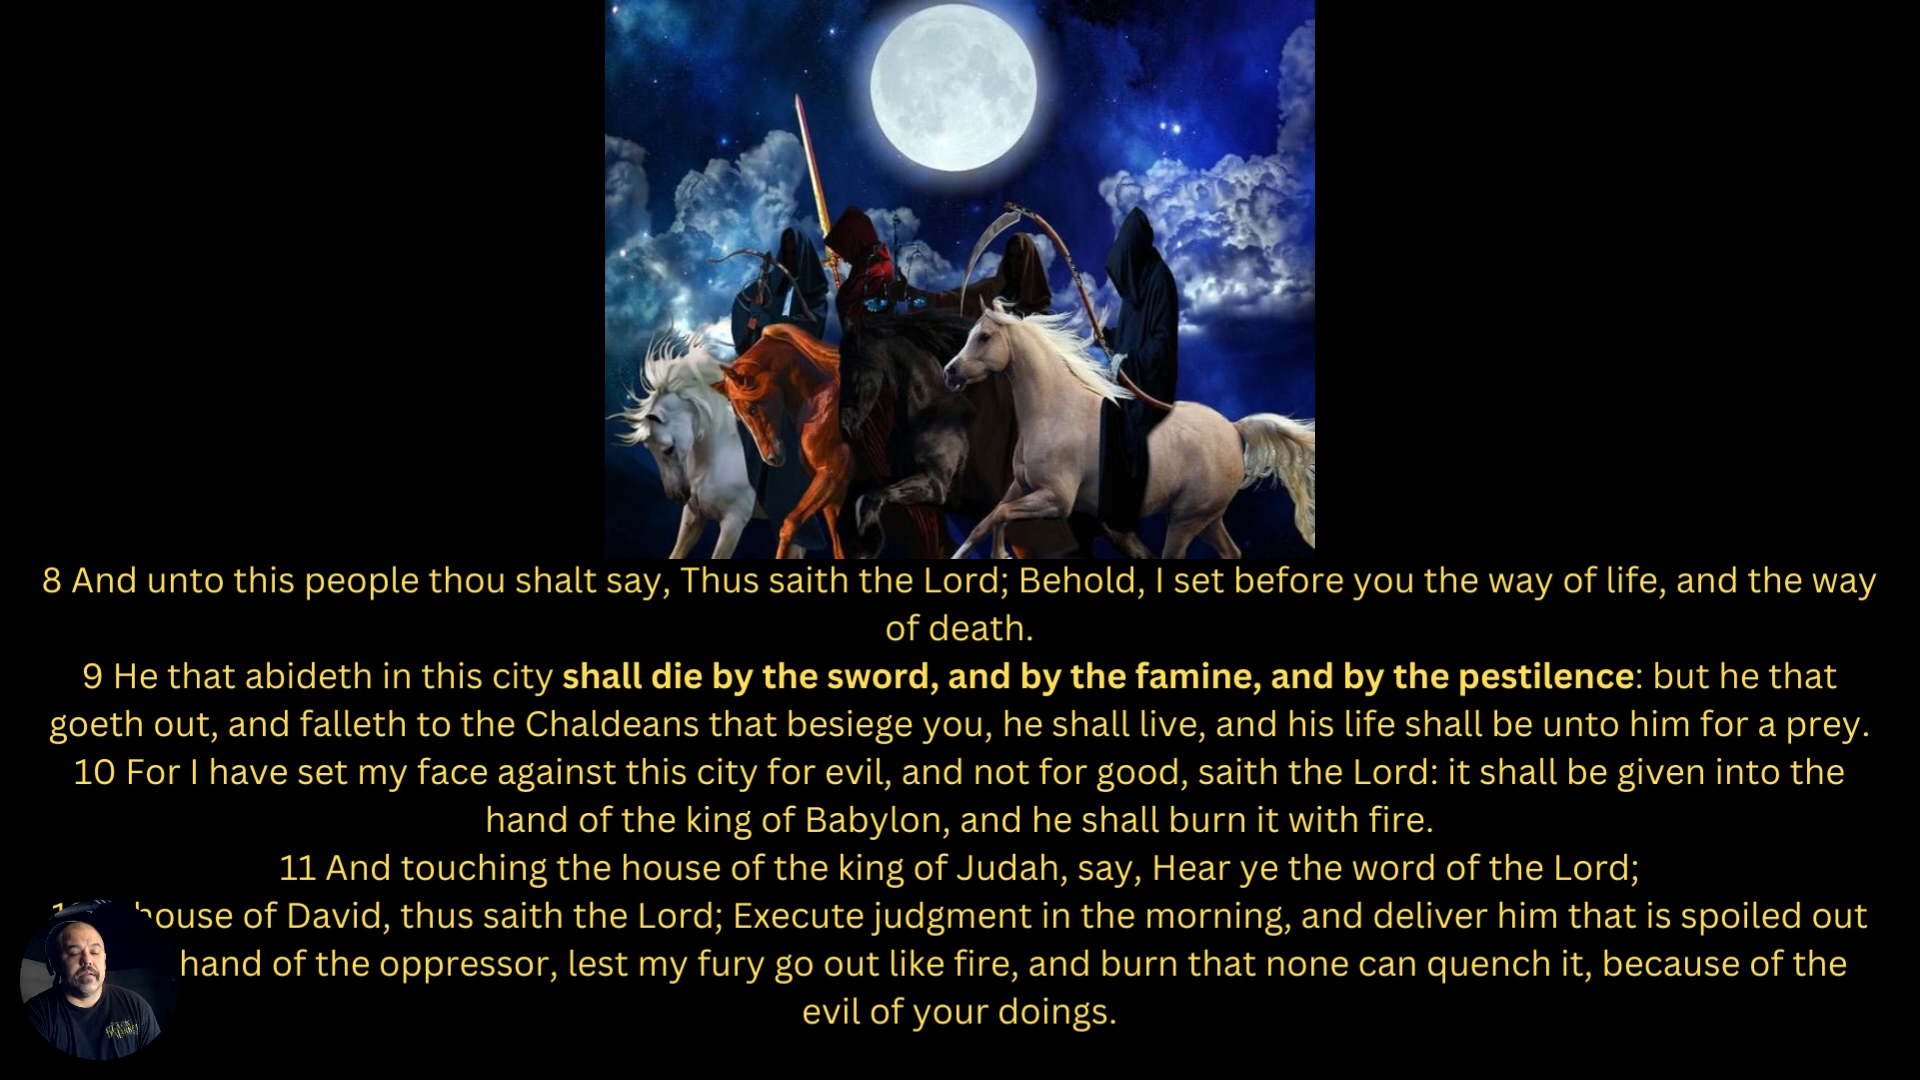 8 And unto this people thou shalt say, Thus saith the Lord; Behold, I set before you the way of life, and the way
of death.
9 He that abideth in this city shall die by the sword, and by the famine, and by the pestilence: but he that
goeth out, and falleth to the Chaldeans that besiege you, he shall live, and his life shall be unto him for a prey.
10 For I have set my face against this city for evil, and not for good, saith the Lord: it shall be given into the
hand of the king of Babylon, and he shall burn it with fire.
11 And touching the house of the king of Judah, say, Hear ye the word of the Lord;
house of David, thus saith the Lord; Execute judgment in the morning, and deliver him that is spoiled out
hand of the oppressor, lest my fury go out like fire, and burn that none can quench it, because of the
evil of your doings.